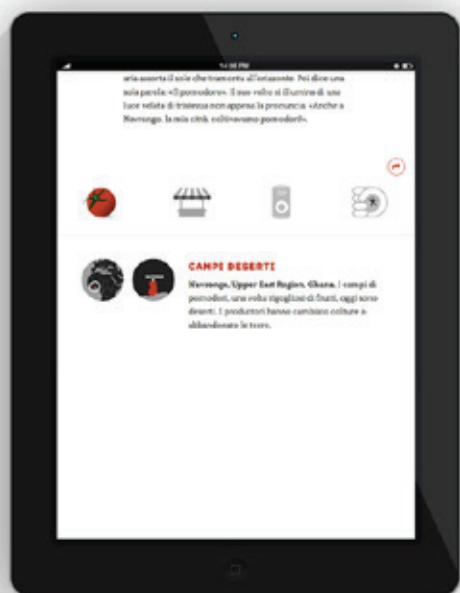 14:00 PM
aria assorta il sole che tramonta all'orizzonte. Poi dice una
sola parola: «Il pomodoro». Il suo volto si illumina di una
luce velata di tristezza non appena la pronuncia. «Anche a
Navrongo, la mia città, coltivavamo pomodori».
CAMPI DESERTI
Navrongo, Upper East Region, Ghana. I campi di
pomodori, una volta rigogliosi di frutti, oggi sono
deserti. I produttori hanno cambiato colture o
abbandonato le terre.